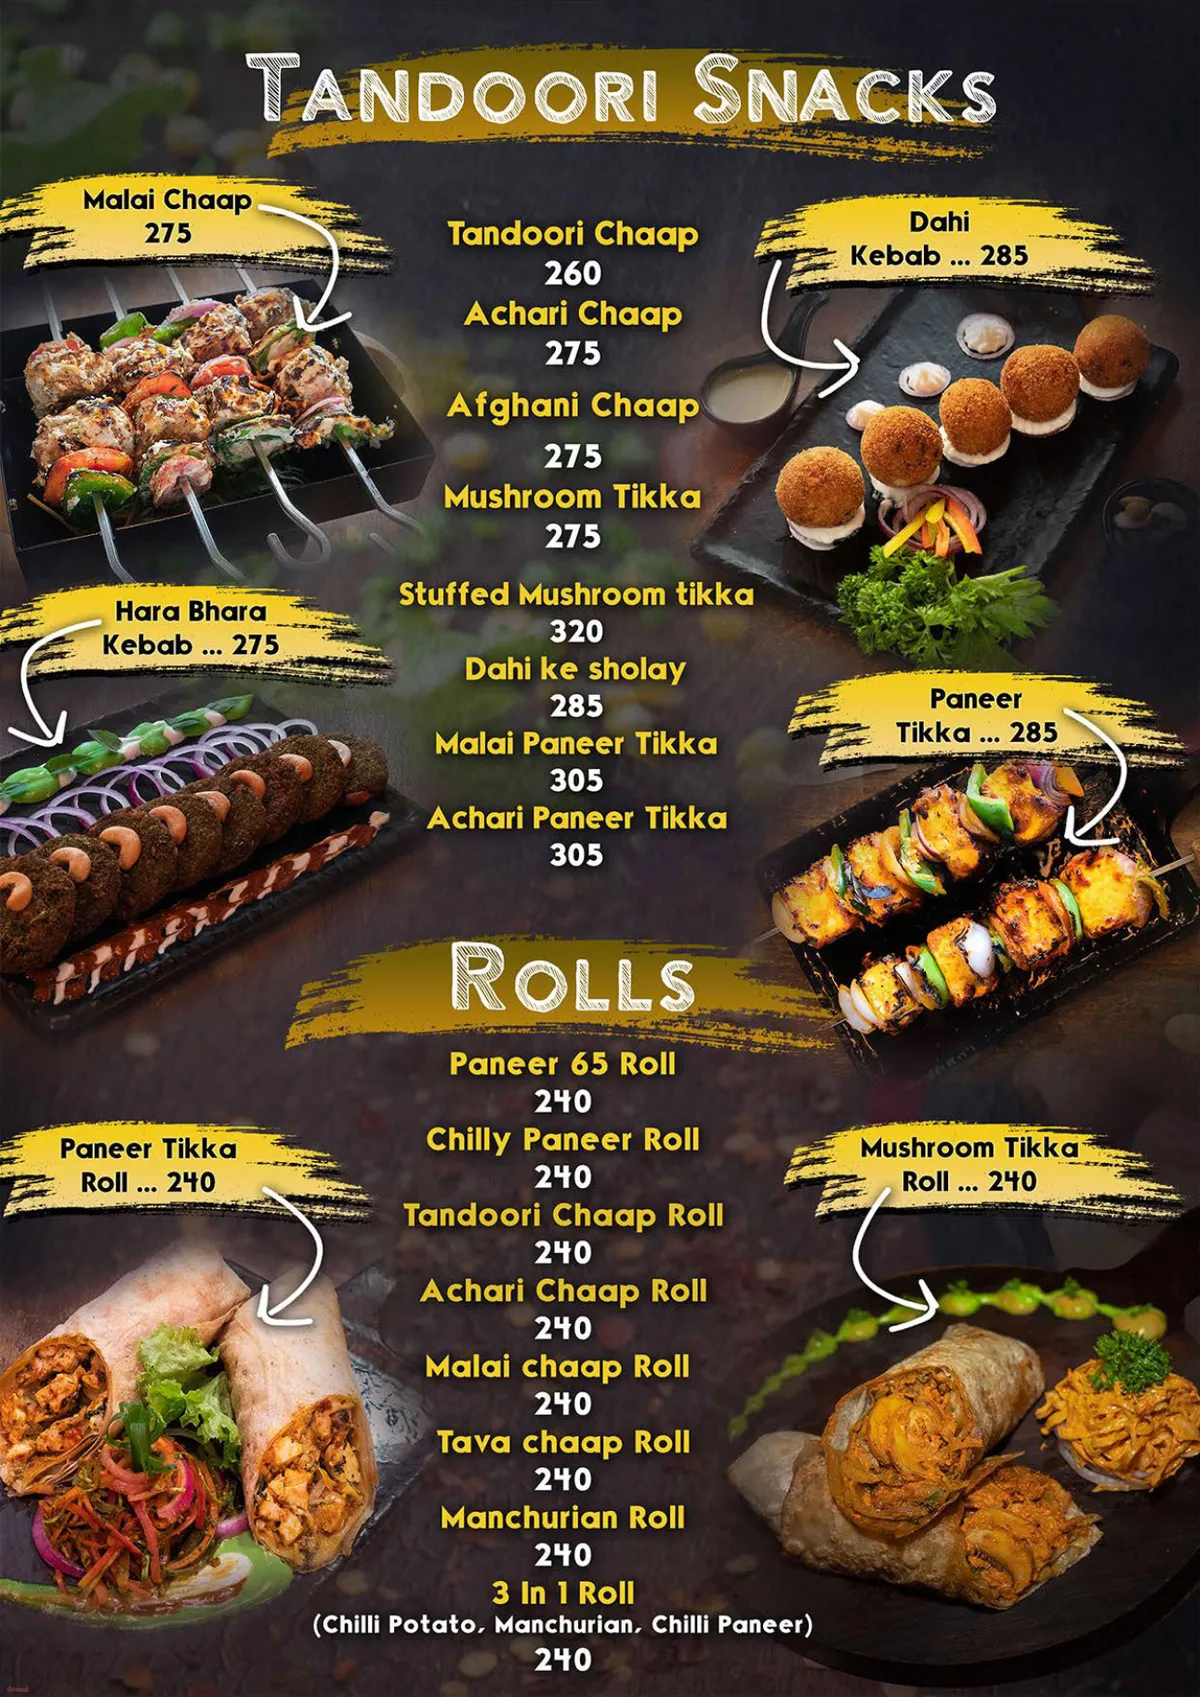 TANDOORI SNACKS
Malai Chaap
275
Tandoori Chaap
260
Achari Chaap
275
Afghani Chaap
275
Mushroom Tikka
275
Stuffed Mushroom tikka
320
Dahi ke sholay
285
Malai Paneer Tikka
305
Achari Paneer Tikka
305
Dahi
Kebab ... 285
Hara Bhara
Kebab ... 275
Paneer
Tikka ... 285
ROLLS
Paneer 65 Roll
240
Chilly Paneer Roll
240
Tandoori Chaap Roll
240
Achari Chaap Roll
240
Malai chaap Roll
240
Tava chaap Roll
240
Manchurian Roll
240
3 In 1 Roll
(Chilli Potato, Manchurian, Chilli Paneer)
240
Paneer Tikka
Roll ... 240
Mushroom Tikka
Roll ... 240